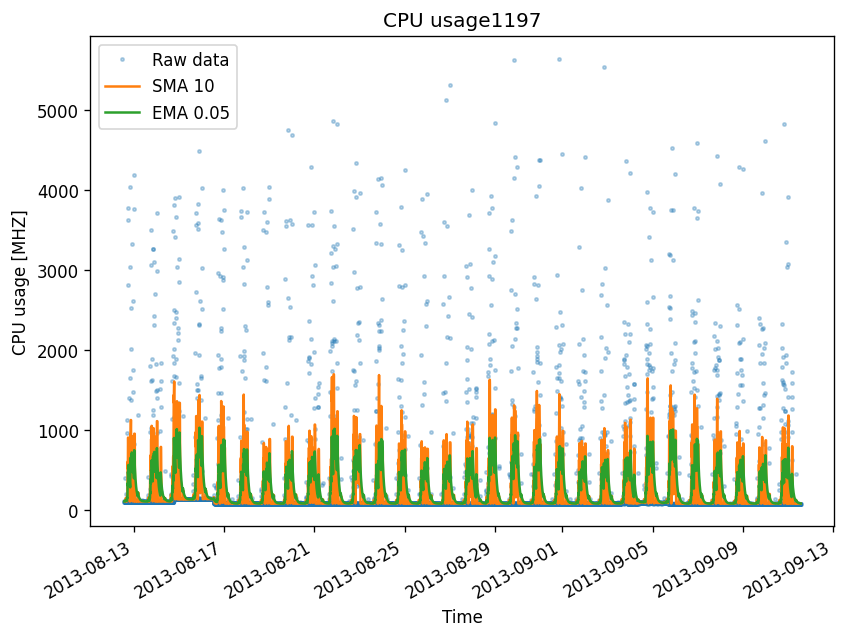 CPU usage1197
Raw data
SMA 10
EMA 0.05
CPU usage [MHZ]
5000
4000
3000
2000
1000
0
2013-08-13
2013-08-17
2013-08-21
2013-08-25
2013-08-29
2013-09-01
2013-09-05
2013-09-09
2013-09-13
Time